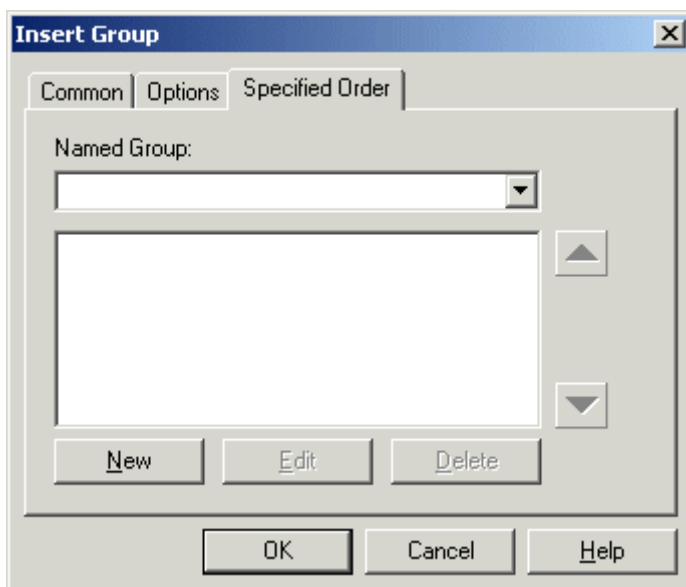 Insert Group
Common Options Specified Order
Named Group:
New Edit Delete
OK Cancel Help